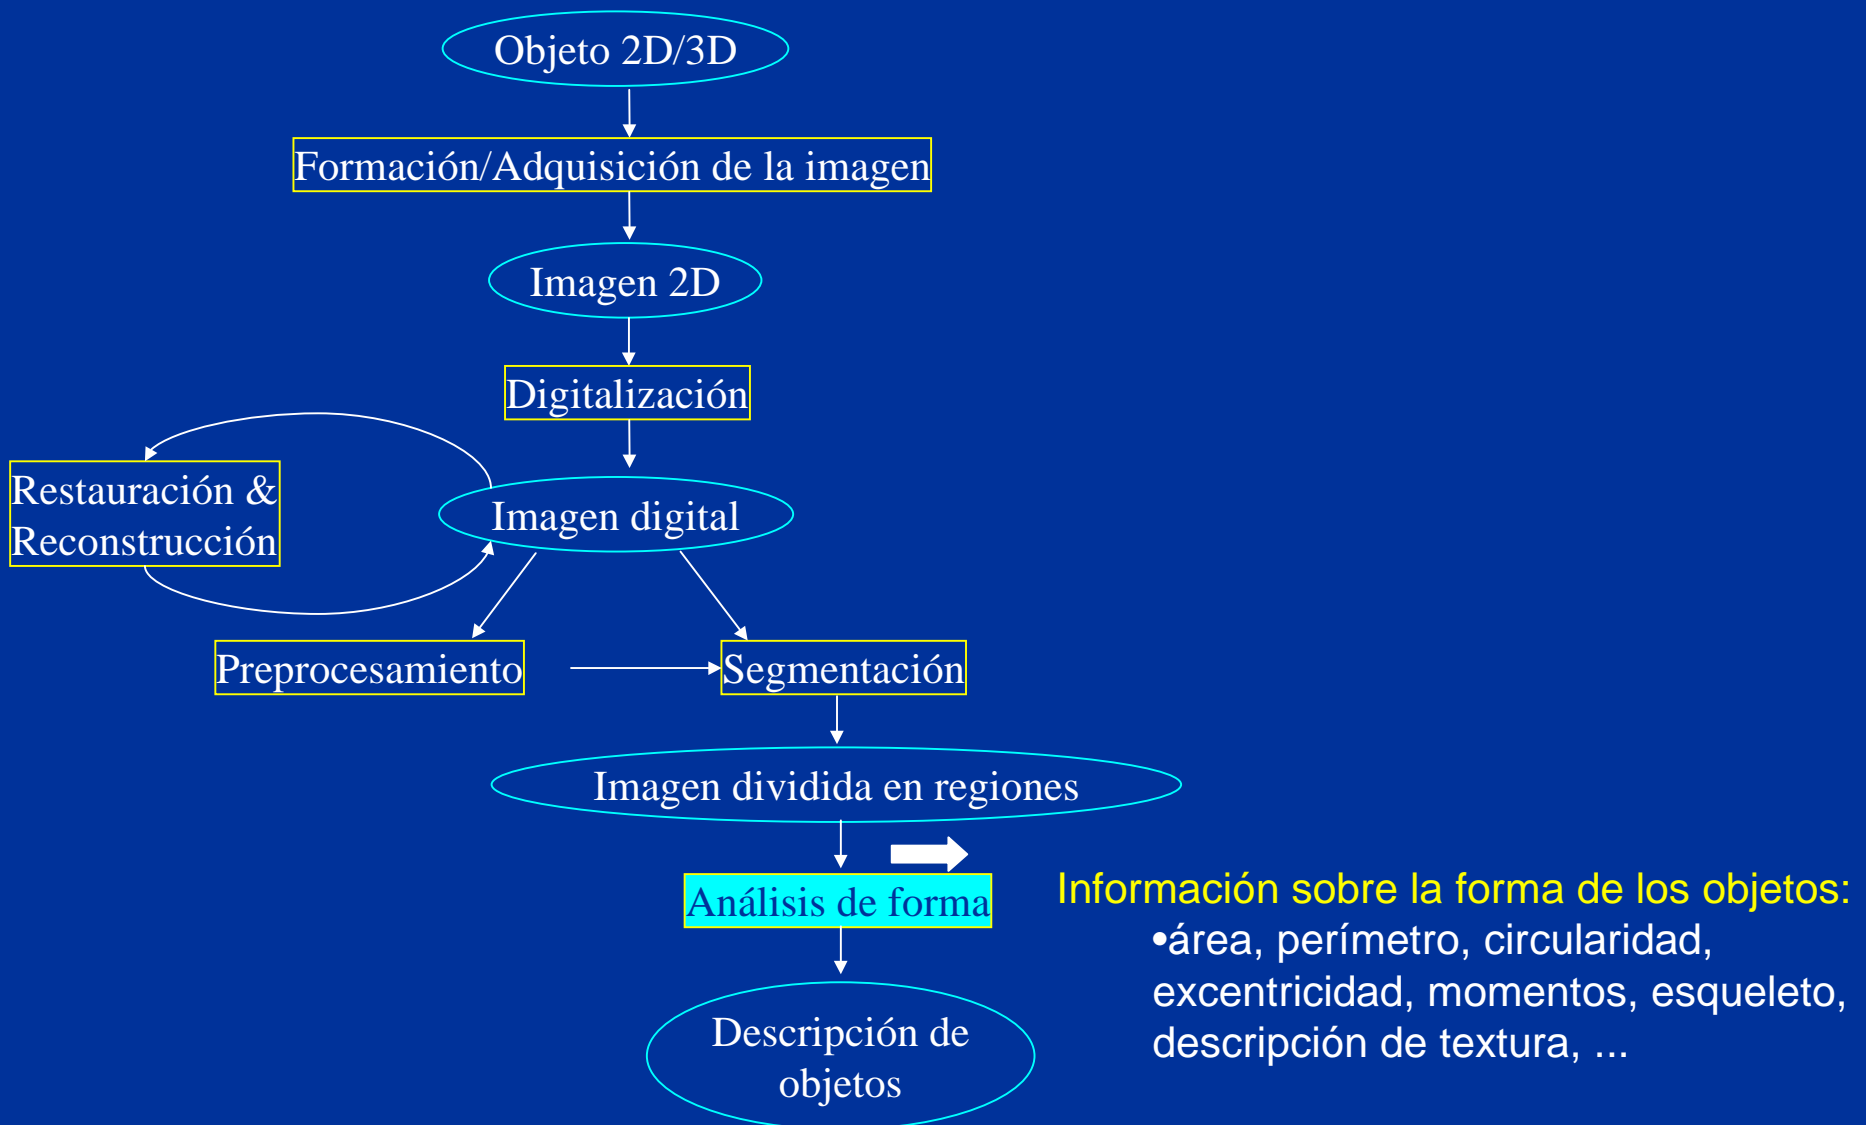 Objeto 2D/3D
Formación/Adquisición de la imagen
Imagen 2D
Digitalización
Restauración &
Reconstrucción
Imagen digital
Preprocesamiento
Segmentación
Imagen dividida en regiones
Análisis de forma
Información sobre la forma de los objetos:
•área, perímetro, circularidad,
excentricidad, momentos, esqueleto,
descripción de textura, ...
Descripción de
objetos